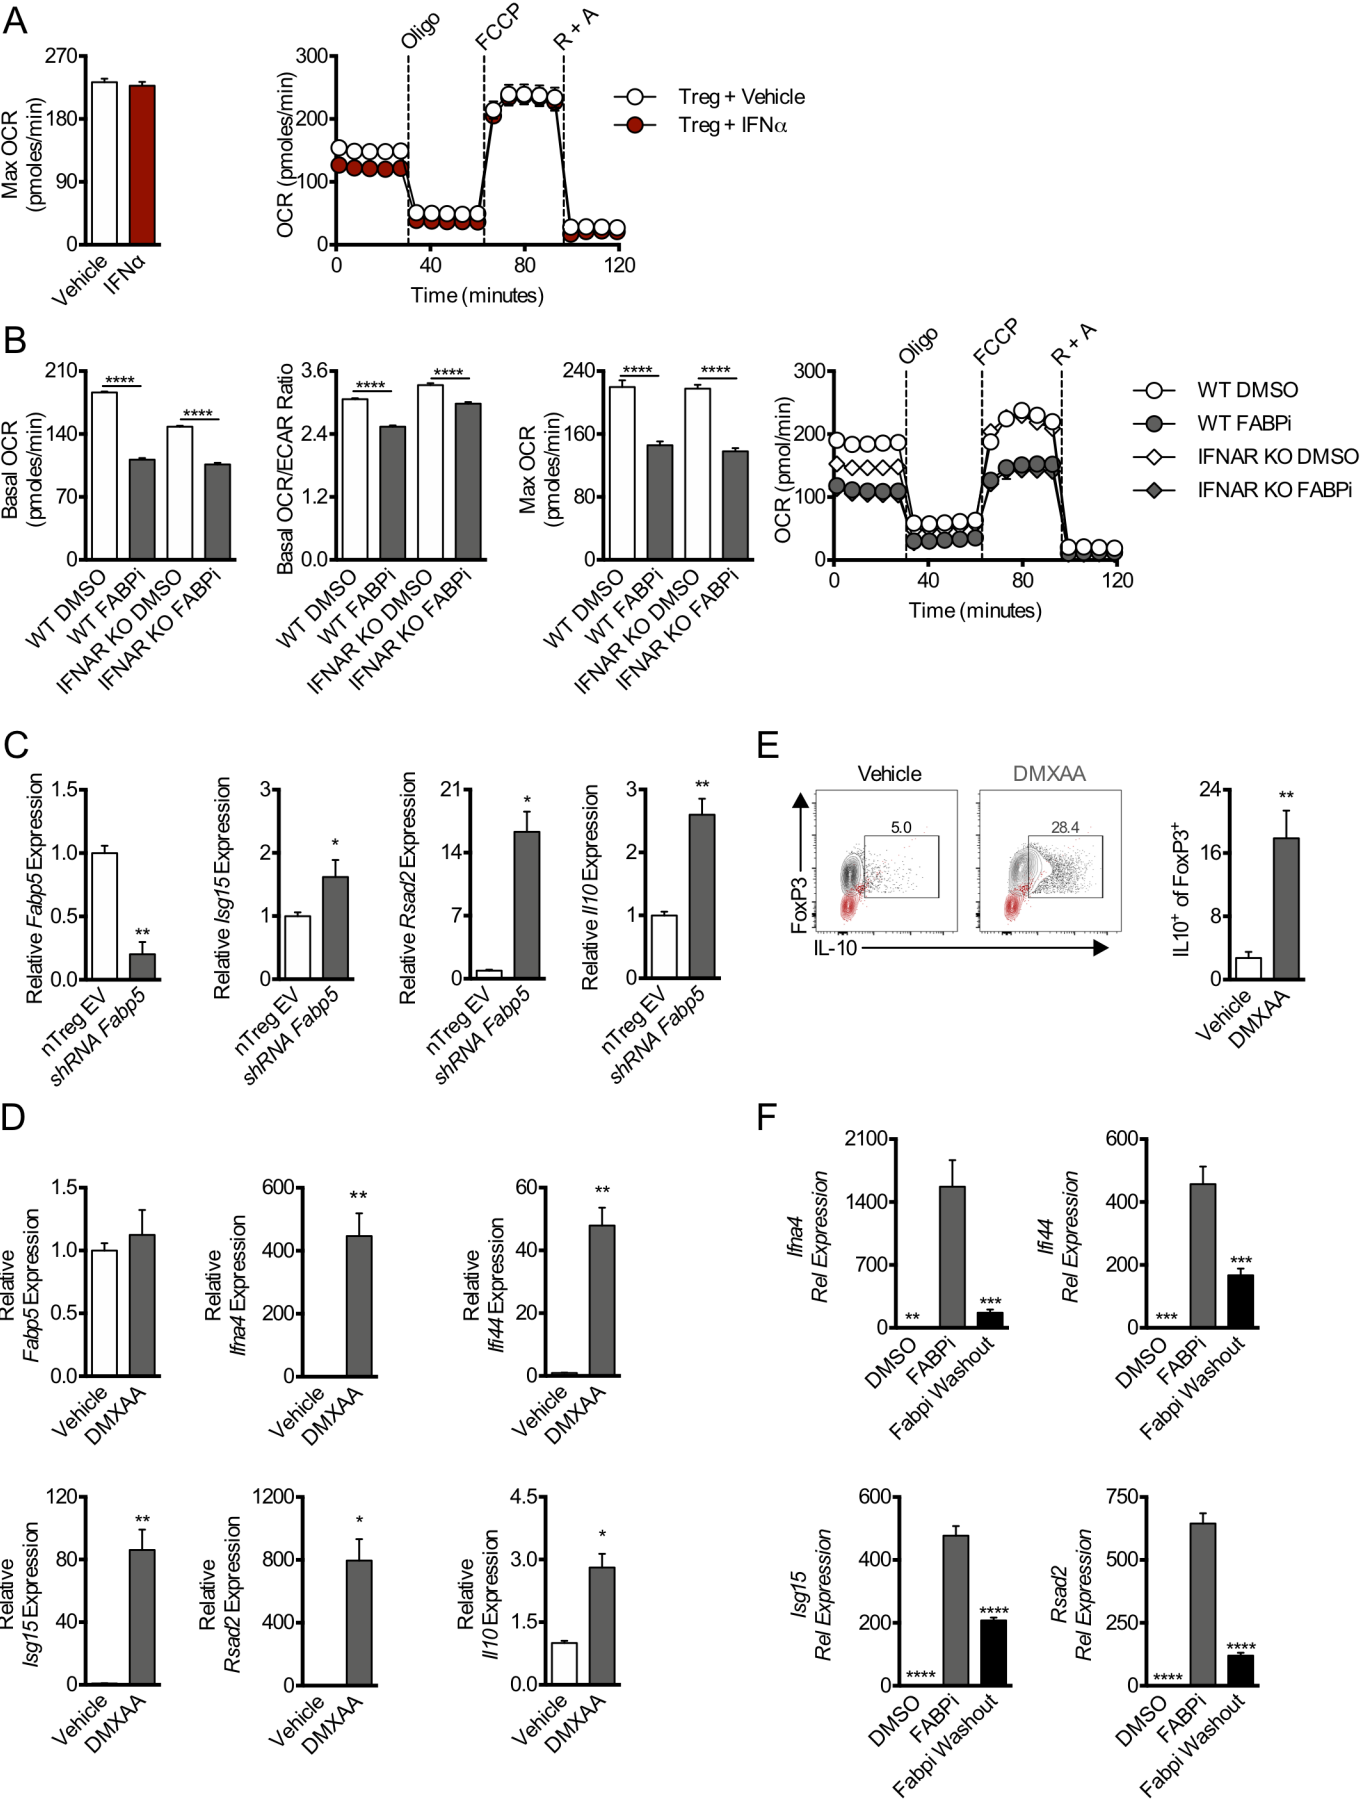 A
Max OCR
(pmoles/min)
270
180
90
0
Vehicle
IFNα
OCR (pmoles/min)
300
200
100
0
Oligo
FCCP
R + A
0
40
80
120
Time (minutes)
Treg + Vehicle
Treg + IFNα
B
Basal OCR
(pmoles/min)
210
140
70
0
****
****
WT DMSO
WT FABPi
IFNAR KO DMSO
IFNAR KO FABPi
Basal OCR/ECAR Ratio
3.6
2.4
1.2
0.0
****
****
WT DMSO
WT FABPi
IFNAR KO DMSO
IFNAR KO FABPi
Max OCR
(pmoles/min)
240
160
80
0
****
****
WT DMSO
WT FABPi
IFNAR KO DMSO
IFNAR KO FABPi
OCR (pmol/min)
300
200
100
0
Oligo
FCCP
R + A
0
40
80
120
Time (minutes)
WT DMSO
WT FABPi
IFNAR KO DMSO
IFNAR KO FABPi
C
Relative Fabp5 Expression
1.5
1.0
0.5
0.0
**
nTreg EV
shRNA Fabp5
Relative Isg15 Expression
3
2
1
0
*
nTreg EV
shRNA Fabp5
Relative Rsad2 Expression
21
14
7
0
*
nTreg EV
shRNA Fabp5
Relative Il10 Expression
3
2
1
0
**
nTreg EV
shRNA Fabp5
E
Vehicle
DMXAA
5.0
28.4
FoxP3
IL-10
IL10+ of FoxP3+
24
16
8
0
**
Vehicle
DMXAA
D
Relative
Fabp5 Expression
1.5
1.0
0.5
0.0
Vehicle
DMXAA
Relative
Ifna4 Expression
600
400
200
0
**
Vehicle
DMXAA
Relative
Ifi44 Expression
60
40
20
0
**
Vehicle
DMXAA
Relative
Isg15 Expression
120
80
40
0
**
Vehicle
DMXAA
Relative
Rsad2 Expression
1200
800
400
0
*
Vehicle
DMXAA
Relative
Il10 Expression
4.5
3.0
1.5
0.0
*
Vehicle
DMXAA
F
Ifna4
Rel Expression
2100
1400
700
0
**
***
DMSO
FABPi
Fabpi Washout
Ifi44
Rel Expression
600
400
200
0
***
***
DMSO
FABPi
Fabpi Washout
Isg15
Rel Expression
600
400
200
0
****
****
DMSO
FABPi
Fabpi Washout
Rsad2
Rel Expression
750
500
250
0
****
****
DMSO
FABPi
Fabpi Washout